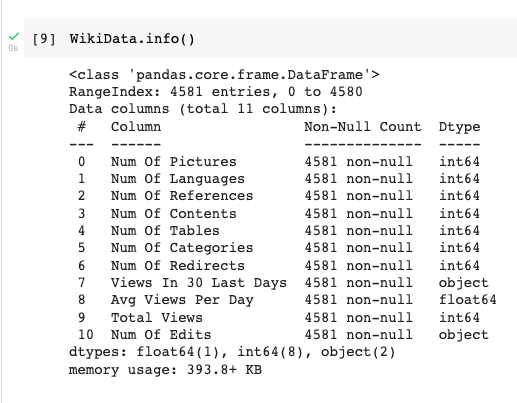 [9] WikiData.info()
0s
<class 'pandas.core.frame.DataFrame'>
RangeIndex: 4581 entries, 0 to 4580
Data columns (total 11 columns):
 #   Column                Non-Null Count  Dtype
---  ------                --------------  -----
 0   Num Of Pictures       4581 non-null   int64
 1   Num Of Languages      4581 non-null   int64
 2   Num Of References     4581 non-null   int64
 3   Num Of Contents       4581 non-null   int64
 4   Num Of Tables         4581 non-null   int64
 5   Num Of Categories     4581 non-null   int64
 6   Num Of Redirects      4581 non-null   int64
 7   Views In 30 Last Days 4581 non-null   object
 8   Avg Views Per Day     4581 non-null   float64
 9   Total Views           4581 non-null   int64
 10  Num Of Edits          4581 non-null   object
dtypes: float64(1), int64(8), object(2)
memory usage: 393.8+ KB